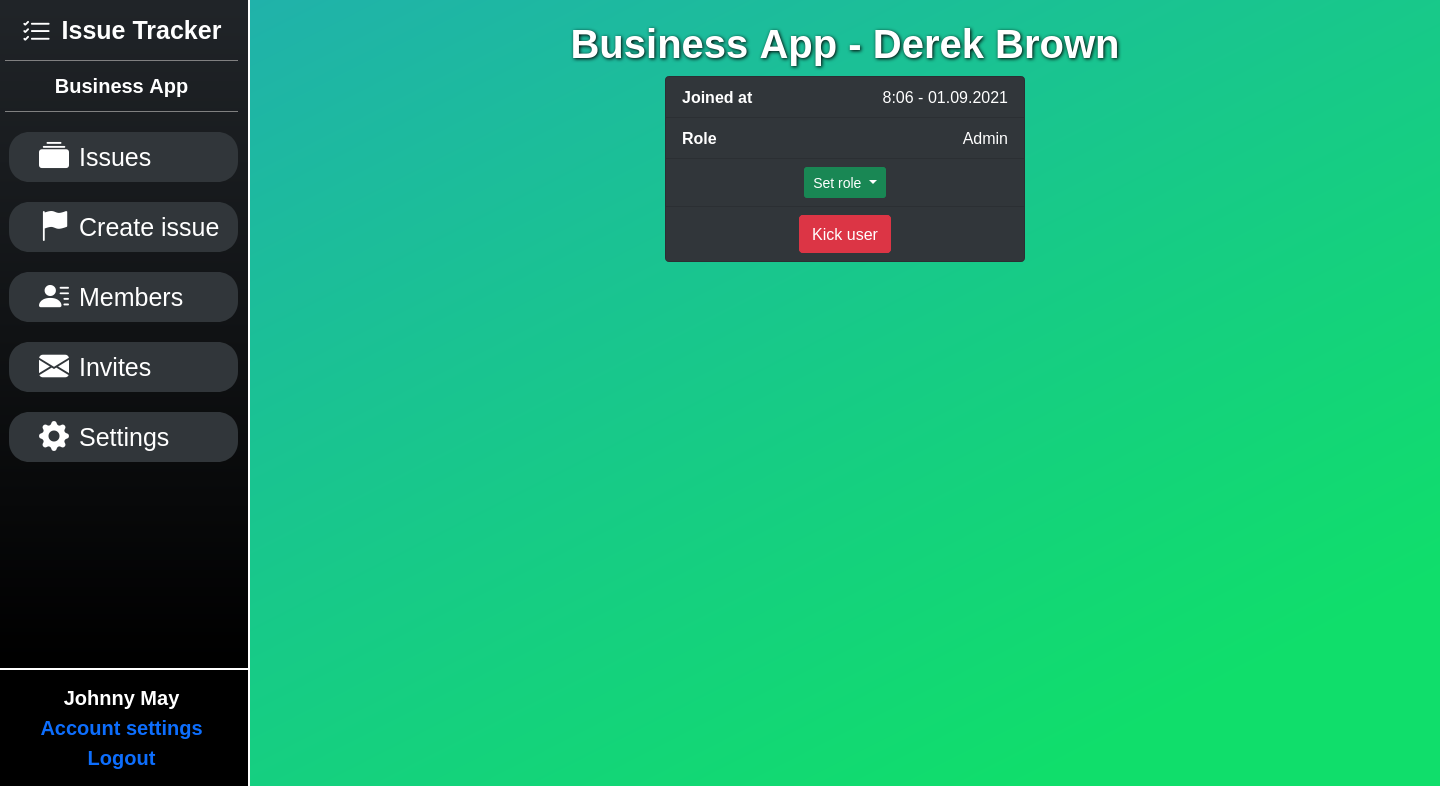 Issue Tracker
Business App
Issues
Create issue
Members
Invites
Settings
Johnny May
Account settings
Logout
Business App - Derek Brown
Joined at 8:06 - 01.09.2021
Role Admin
Set role
Kick user